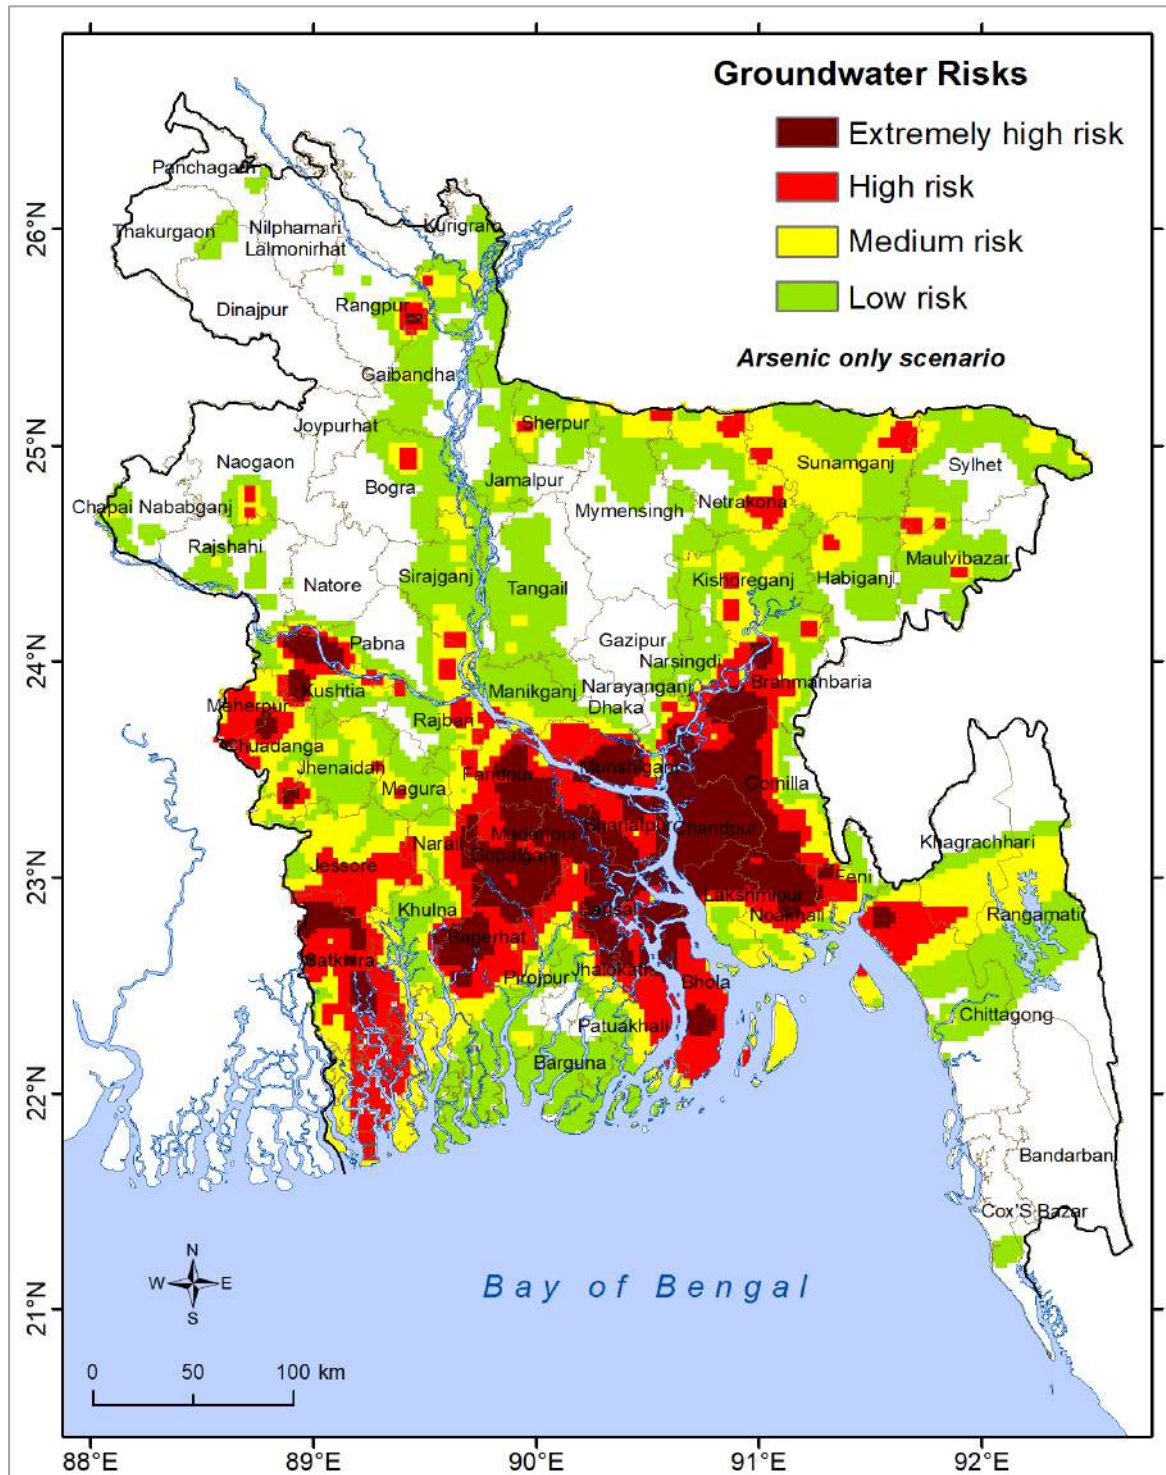 Groundwater Risks
Extremely high risk
High risk
Medium risk
Low risk
Arsenic only scenario
Panchagarh
Thakurgaon
Nilphamari
Lalmonirhat
Kurigram
Dinajpur
Rangpur
Gaibandha
Joypurhat
Sherpur
Naogaon
Bogra
Jamalpur
Sunamganj
Sylhet
Chapai Nababganj
Mymensingh
Netrakona
Rajshahi
Natore
Sirajganj
Tangail
Kishoreganj
Habiganj
Maulvibazar
Pabna
Gazipur
Narsingdi
Kushtia
Manikganj
Narayanganj
Dhaka
Brahmanbaria
Meherpur
Rajbari
Chuadanga
Jhenaidah
Magura
Faridpur
Munshiganj
Comilla
Narail
Madaripur
Shariatpur
Chandpur
Gopalganj
Khagrachhari
Jessore
Feni
Lakshmipur
Noakhali
Rangamati
Khulna
Barisal
Bagerhat
Satkhira
Pirojpur
Jhalokati
Bhola
Patuakhali
Chittagong
Barguna
Bandarban
Cox'S Bazar
Bay of Bengal
N
W
E
S
0
50
100 km
26°N
25°N
24°N
23°N
22°N
21°N
88°E
89°E
90°E
91°E
92°E